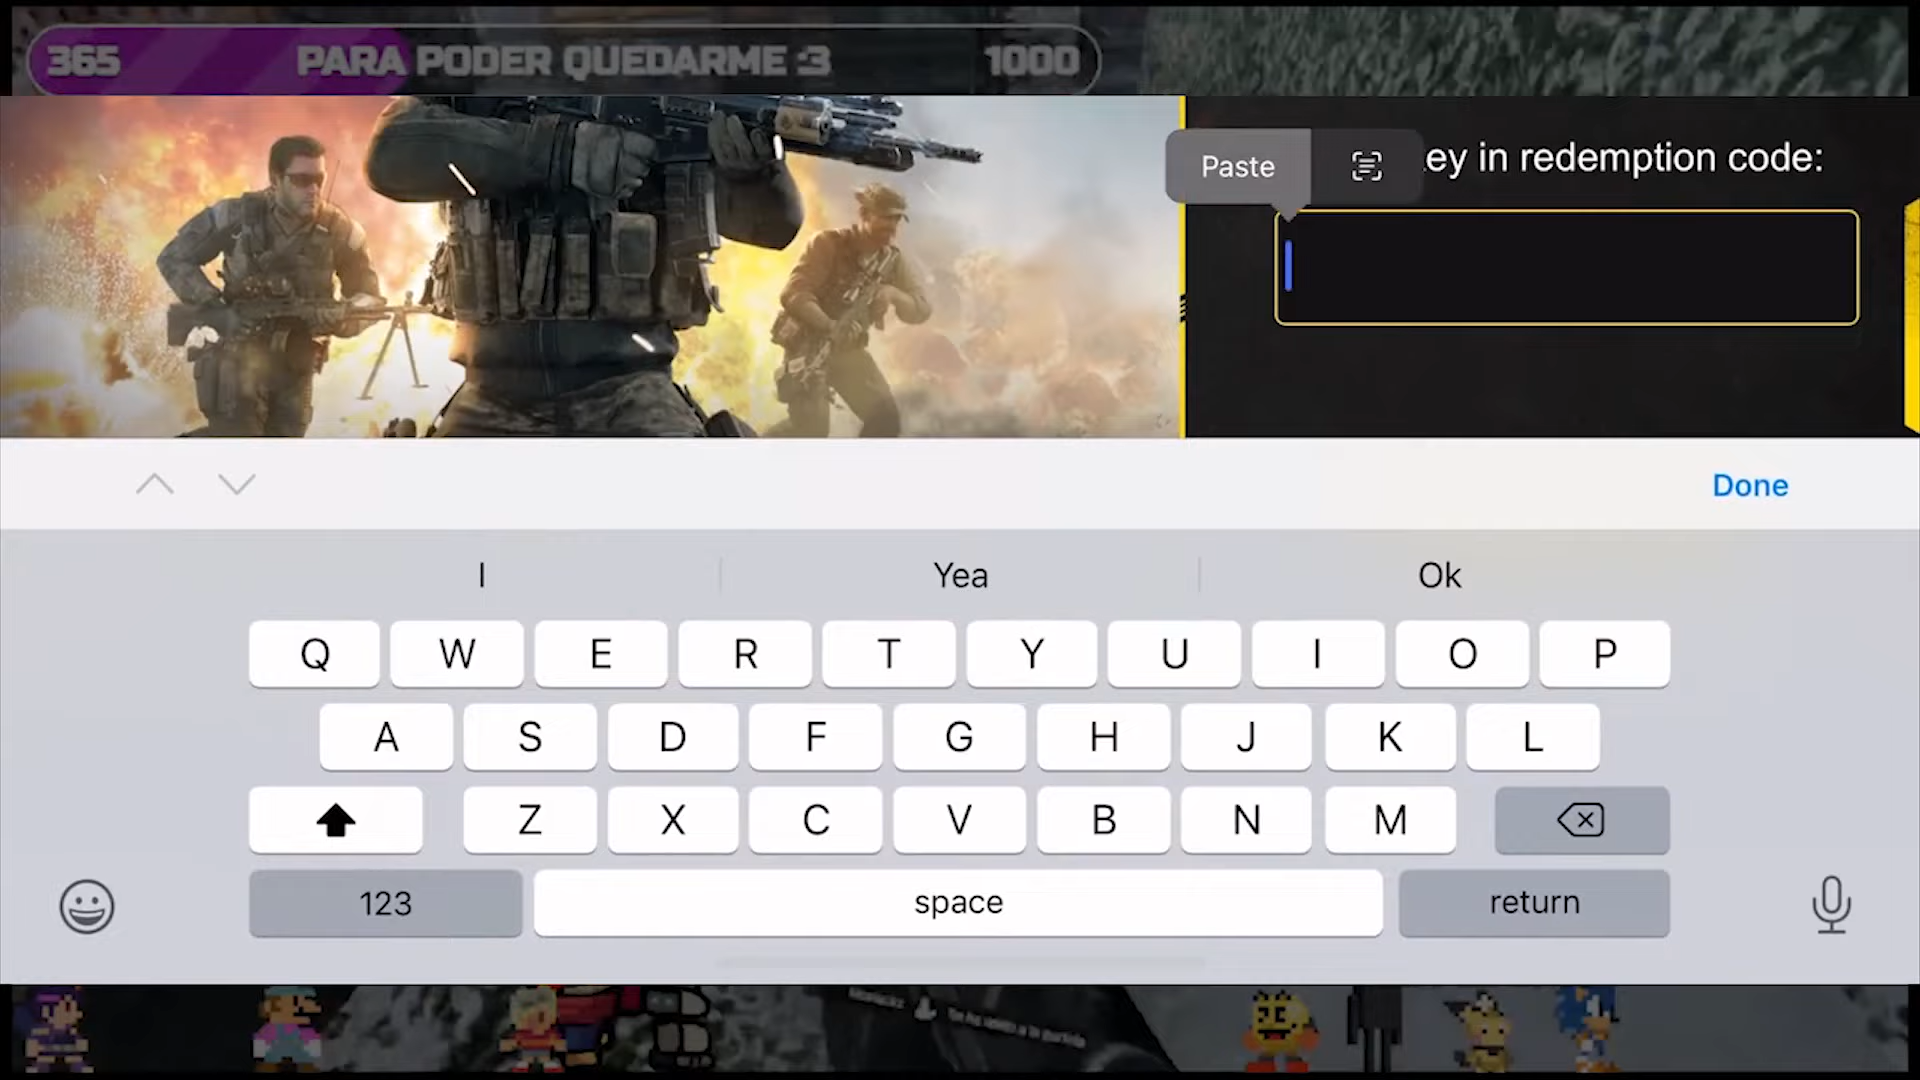 365 PARA PODER QUEDARME :3 1000
Paste
ey in redemption code:
Done
I Yea Ok
Q W E R T Y U I O P
A S D F G H J K L
Z X C V B N M
123 space return